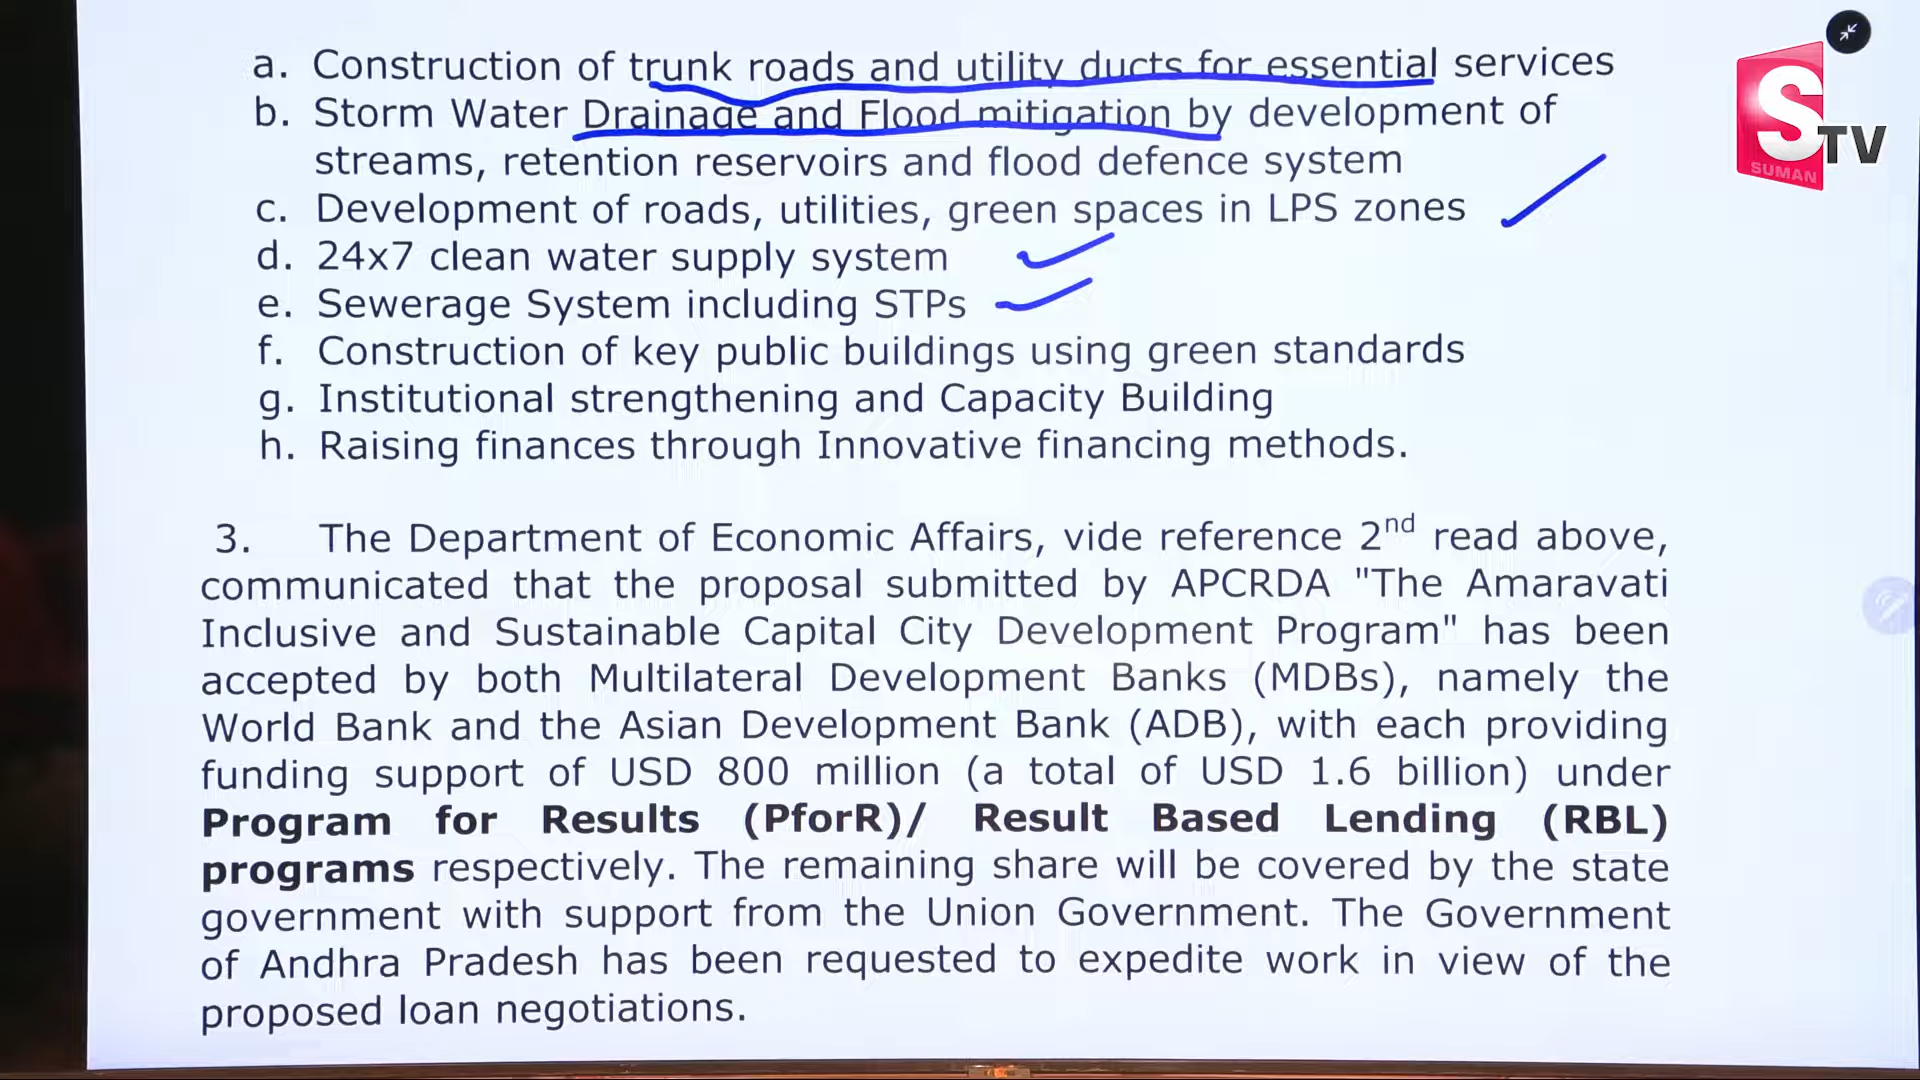 a. Construction of trunk roads and utility ducts for essential services
b. Storm Water Drainage and Flood mitigation by development of
streams, retention reservoirs and flood defence system
c. Development of roads, utilities, green spaces in LPS zones
d. 24x7 clean water supply system
e. Sewerage System including STPs
f. Construction of key public buildings using green standards
g. Institutional strengthening and Capacity Building
h. Raising finances through Innovative financing methods.
3. The Department of Economic Affairs, vide reference 2nd read above,
communicated that the proposal submitted by APCRDA "The Amaravati
Inclusive and Sustainable Capital City Development Program" has been
accepted by both Multilateral Development Banks (MDBs), namely the
World Bank and the Asian Development Bank (ADB), with each providing
funding support of USD 800 million (a total of USD 1.6 billion) under
Program for Results (PforR)/ Result Based Lending (RBL)
programs respectively. The remaining share will be covered by the state
government with support from the Union Government. The Government
of Andhra Pradesh has been requested to expedite work in view of the
proposed loan negotiations.
S TV
SUMAN